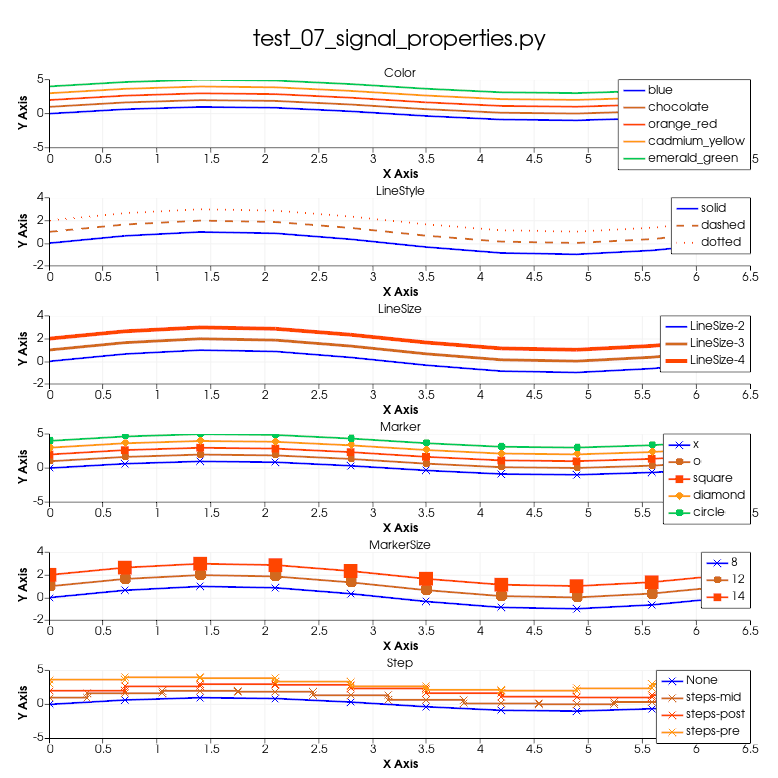 test_07_signal_properties.py
Color
5
0
-5
Y Axis
blue
chocolate
orange_red
cadmium_yellow
emerald_green
0 0.5 1 1.5 2 2.5 3 3.5 4 4.5 5 5
X Axis
LineStyle
4
2
0
-2
Y Axis
solid
dashed
dotted
0 0.5 1 1.5 2 2.5 3 3.5 4 4.5 5 5.5 6 6.5
X Axis
LineSize
4
2
0
-2
Y Axis
LineSize-2
LineSize-3
LineSize-4
0 0.5 1 1.5 2 2.5 3 3.5 4 4.5 5 5.5 6 6.5
X Axis
Marker
5
0
-5
Y Axis
x
o
square
diamond
circle
0 0.5 1 1.5 2 2.5 3 3.5 4 4.5 5 5.5 5
X Axis
MarkerSize
4
2
0
-2
Y Axis
8
12
14
0 0.5 1 1.5 2 2.5 3 3.5 4 4.5 5 5.5 6 6.5
X Axis
Step
5
0
-5
Y Axis
None
steps-mid
steps-post
steps-pre
0 0.5 1 1.5 2 2.5 3 3.5 4 4.5 5 5.5 6 6.5
X Axis